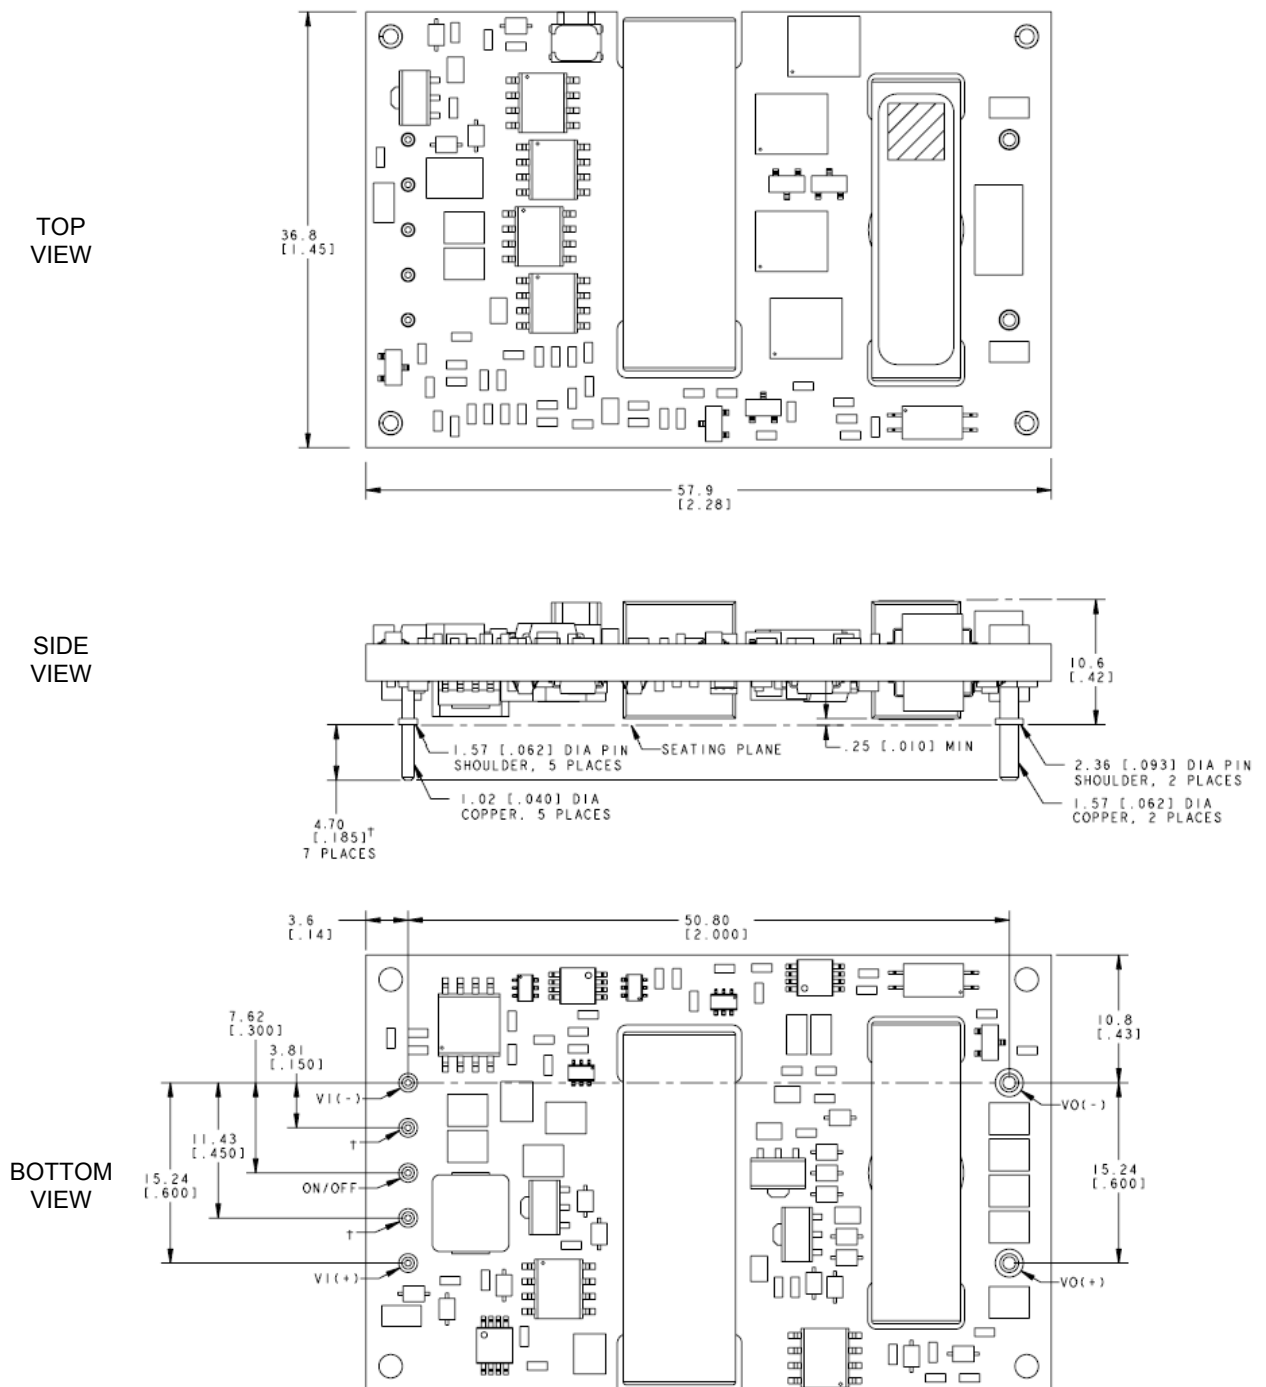 TOP
VIEW
36.8
[1.45]
57.9
[2.28]
SIDE
VIEW
10.6
[.42]
1.57 [.062] DIA PIN
SHOULDER, 5 PLACES
SEATING PLANE
.25 [.010] MIN
2.36 [.093] DIA PIN
SHOULDER, 2 PLACES
1.02 [.040] DIA
COPPER, 5 PLACES
1.57 [.062] DIA
COPPER, 2 PLACES
4.70
[.185]†
7 PLACES
3.6
[.14]
50.80
[2.000]
7.62
[.300]
3.81
[.150]
10.8
[.43]
VI(-)
VO(-)
†
11.43
[.450]
BOTTOM
VIEW
15.24
[.600]
ON/OFF
15.24
[.600]
†
VI(+)
VO(+)